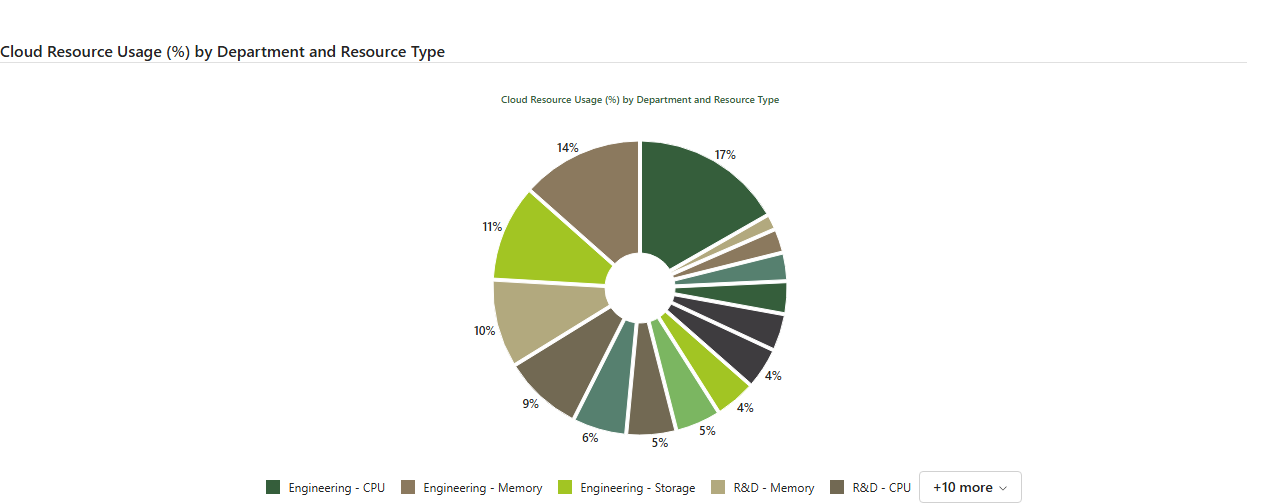 Cloud Resource Usage (%) by Department and Resource Type
Cloud Resource Usage (%) by Department and Resource Type
14%
17%
11%
10%
4%
9%
4%
5%
6%
5%
Engineering - CPU
Engineering - Memory
Engineering - Storage
R&D - Memory
R&D - CPU
+10 more